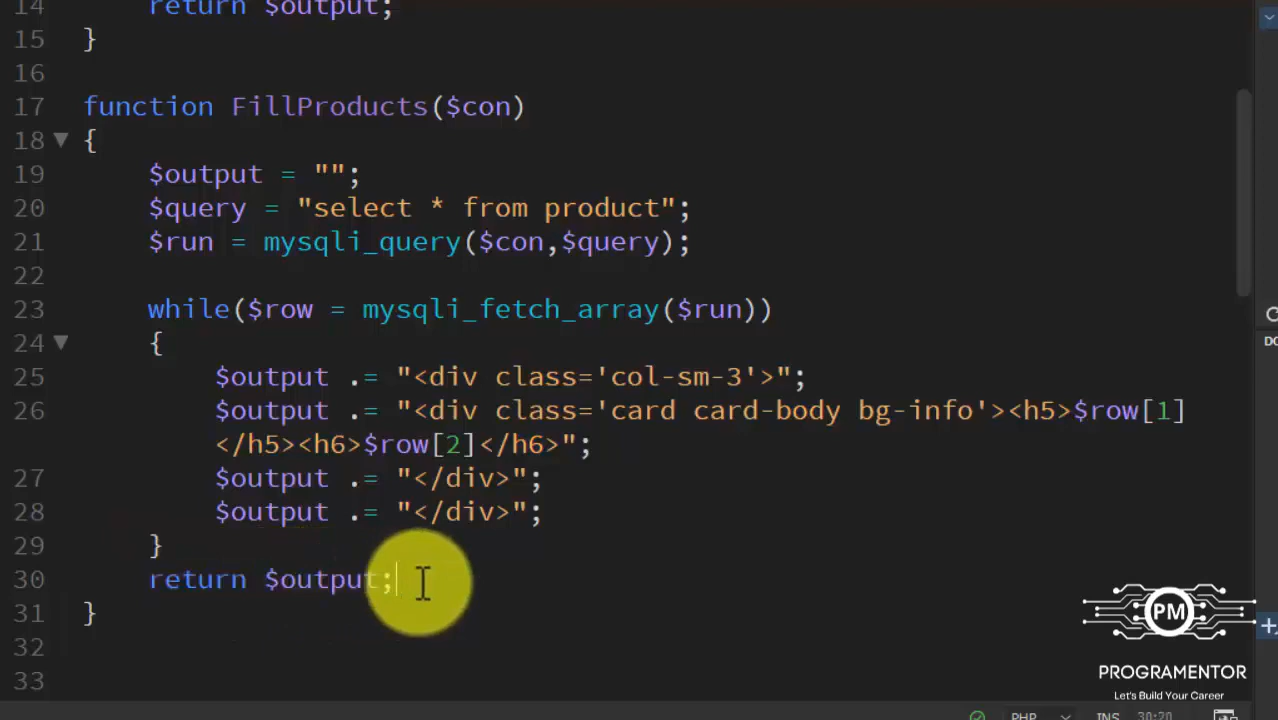 14 return $output;
15 }
16
17 function FillProducts($con)
18 {
19 $output = "";
20 $query = "select * from product";
21 $run = mysqli_query($con,$query);
22
23 while($row = mysqli_fetch_array($run))
24 {
25 $output .= "<div class='col-sm-3'>";
26 $output .= "<div class='card card-body bg-info'><h5>$row[1]
</h5><h6>$row[2]</h6>";
27 $output .= "</div>";
28 $output .= "</div>";
29 }
30 return $output;
31 }
32
33
PM
PROGRAMENTOR
Let's Build Your Career
PHP INS 30:20